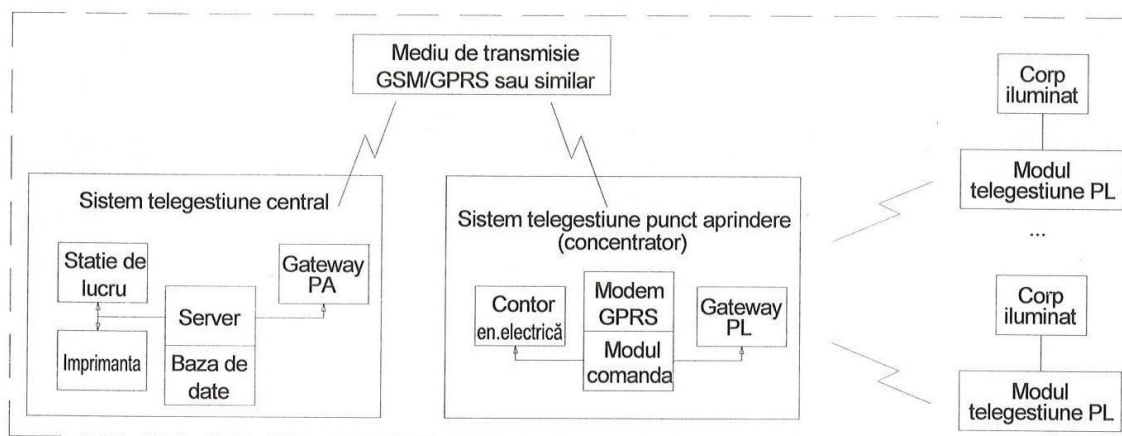 Mediu de transmisie
GSM/GPRS sau similar
Sistem telegestiune central
Statie de
lucru
Gateway
PA
Server
Imprimanta
Baza de
date
Sistem telegestiune punct aprindere
(concentrator)
Contor
en.electrică
Modem
GPRS
Gateway
PL
Modul
comanda
Corp
iluminat
Modul
telegestiune PL
...
Corp
iluminat
Modul
telegestiune PL